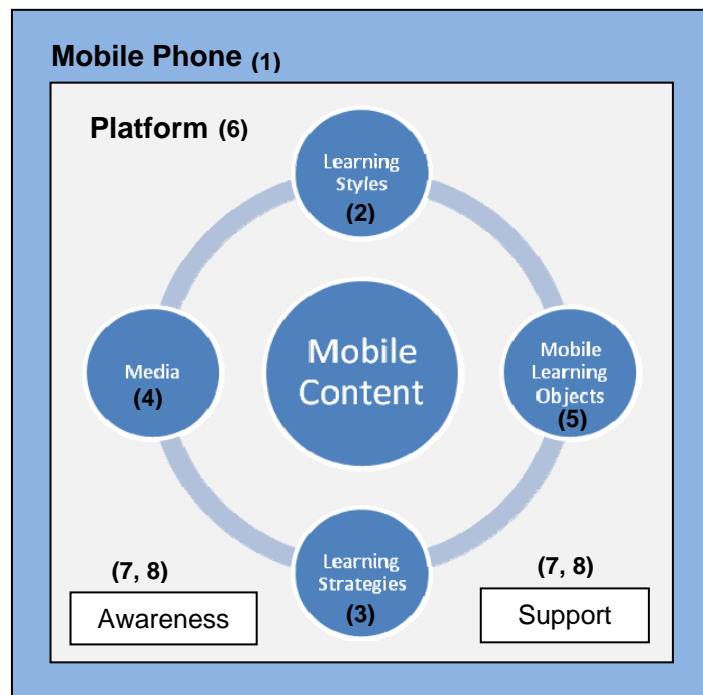 Mobile Phone (1)
Platform (6)
Learning
Styles
(2)
Media
(4)
Mobile
Content
Mobile
Learning
Objects
(5)
Learning
Strategies
(3)
(7, 8)
Awareness
(7, 8)
Support